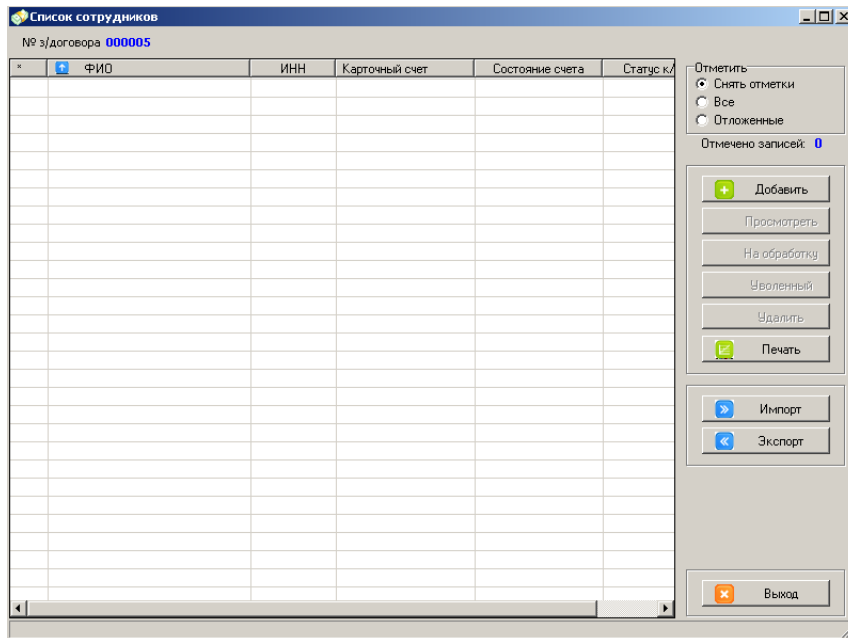 Список сотрудников
№ з/договора 000005
* ФИО ИНН Карточный счет Состояние счета Статус к/
Отметить
Снять отметки
Все
Отложенные
Отмечено записей: 0
Добавить
Просмотреть
На обработку
Уволенный
Удалить
Печать
Импорт
Экспорт
Выход